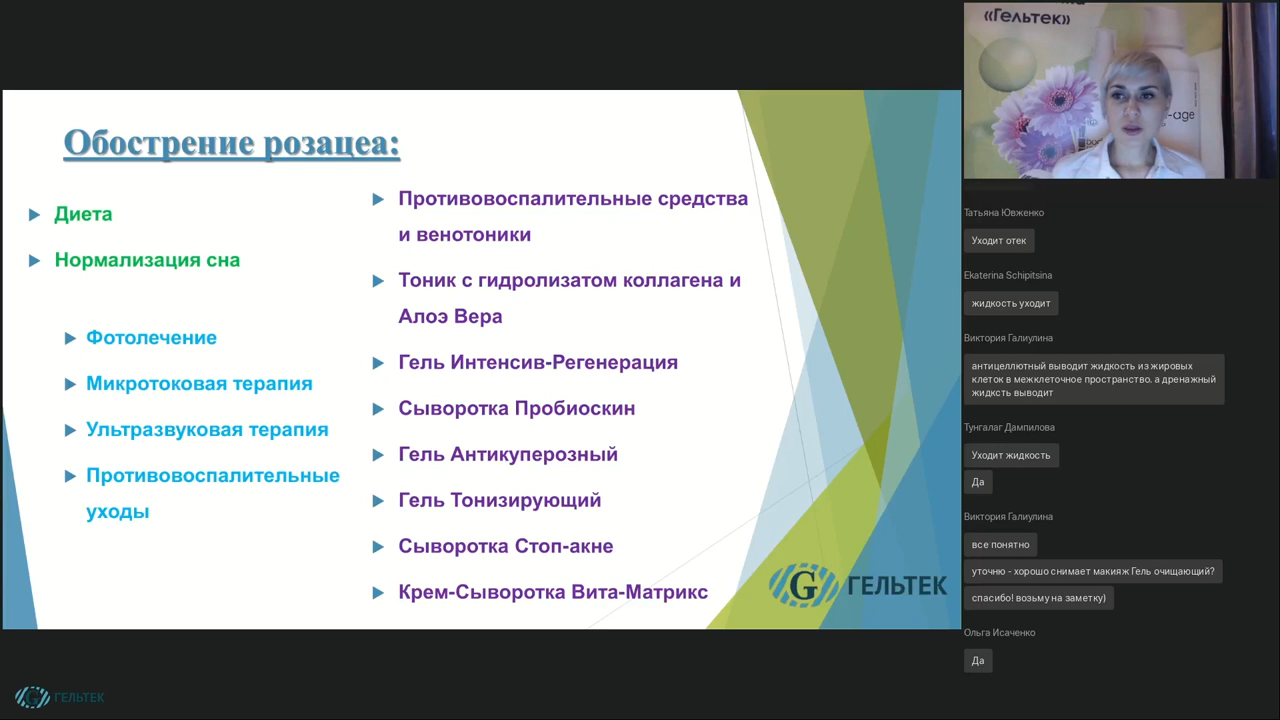 Обострение розацеа:
Диета
Нормализация сна
Фотолечение
Микротоковая терапия
Ультразвуковая терапия
Противовоспалительные
уходы
Противовоспалительные средства
и венотоники
Тоник с гидролизатом коллагена и
Алоэ Вера
Гель Интенсив-Регенерация
Сыворотка Пробиоскин
Гель Антикуперозный
Гель Тонизирующий
Сыворотка Стоп-акне
Крем-Сыворотка Вита-Матрикс
G ГЕЛЬТЕК
G ГЕЛЬТЕК
«Гельтек»
-age
Татьяна Ювженко
Уходит отек
Ekaterina Schipitsina
жидкость уходит
Виктория Галиулина
антицеллютный выводит жидкость из жировых
клеток в межклеточное пространство. а дренажный
жидксть выводит
Тунгалаг Дампилова
Уходит жидкость
Да
Виктория Галиулина
все понятно
уточню - хорошо снимает макияж Гель очищающий?
спасибо! возьму на заметку)
Ольга Исаченко
Да